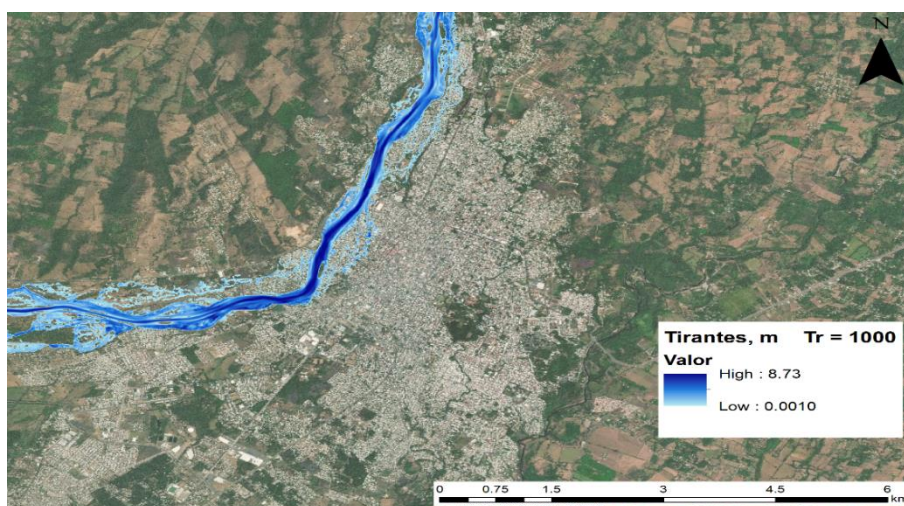 N
Tirantes, m Tr = 1000
Valor
High : 8.73
Low : 0.0010
0 0.75 1.5 3 4.5 6
km